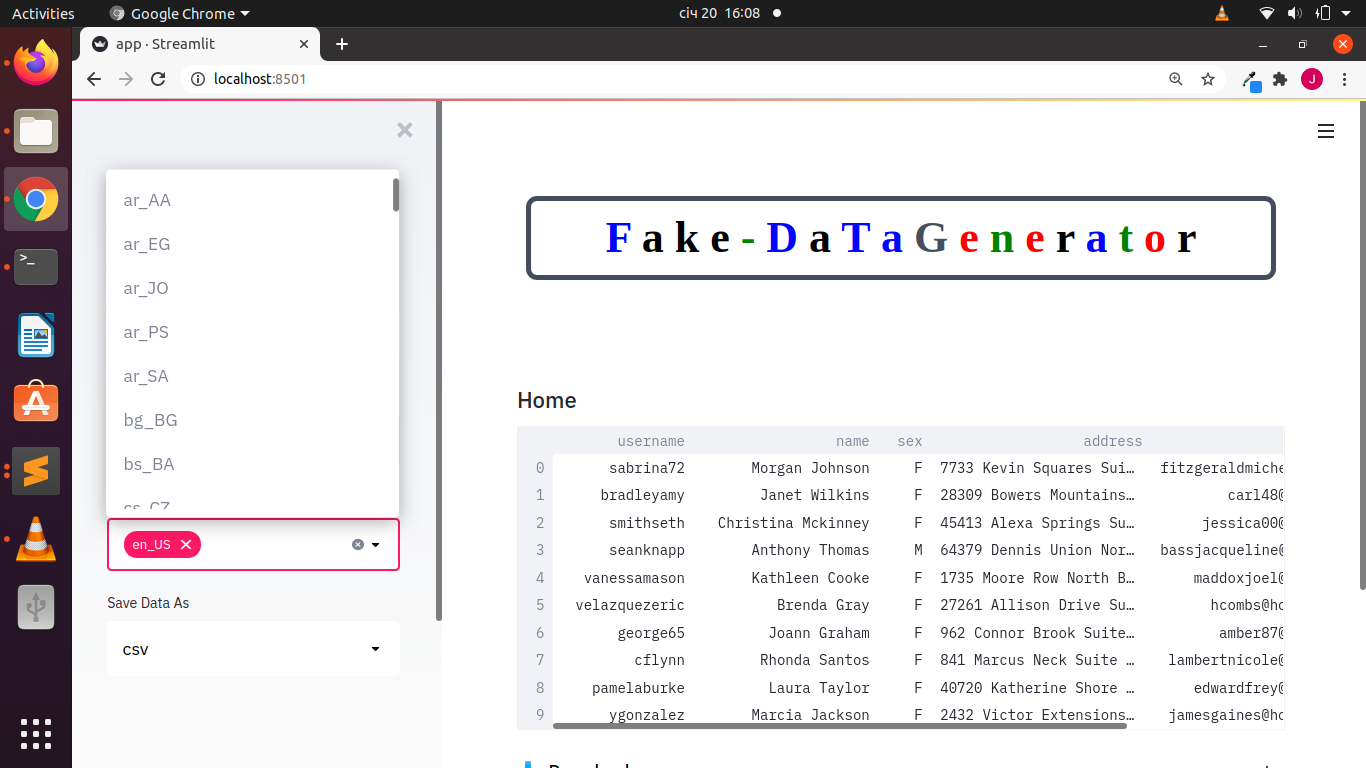 Activities Google Chrome січ 20 16:08
app · Streamlit
localhost:8501
J
ar_AA
ar_EG
ar_JO
ar_PS
ar_SA
bg_BG
bs_BA
cs_CZ
en_US
Save Data As
csv
Fake-DaTaGenerator
Home
username name sex address
0 sabrina72 Morgan Johnson F 7733 Kevin Squares Sui… fitzgeraldmiche
1 bradleyamy Janet Wilkins F 28309 Bowers Mountains… carl48@
2 smithseth Christina Mckinney F 45413 Alexa Springs Su… jessica00@
3 seanknapp Anthony Thomas M 64379 Dennis Union Nor… bassjacqueline@
4 vanessamason Kathleen Cooke F 1735 Moore Row North B… maddoxjoel@
5 velazquezeric Brenda Gray F 27261 Allison Drive Su… hcombs@ho
6 george65 Joann Graham F 962 Connor Brook Suite… amber87@
7 cflynn Rhonda Santos F 841 Marcus Neck Suite … lambertnicole@
8 pamelaburke Laura Taylor F 40720 Katherine Shore … edwardfrey@
9 ygonzalez Marcia Jackson F 2432 Victor Extensions… jamesgaines@ho